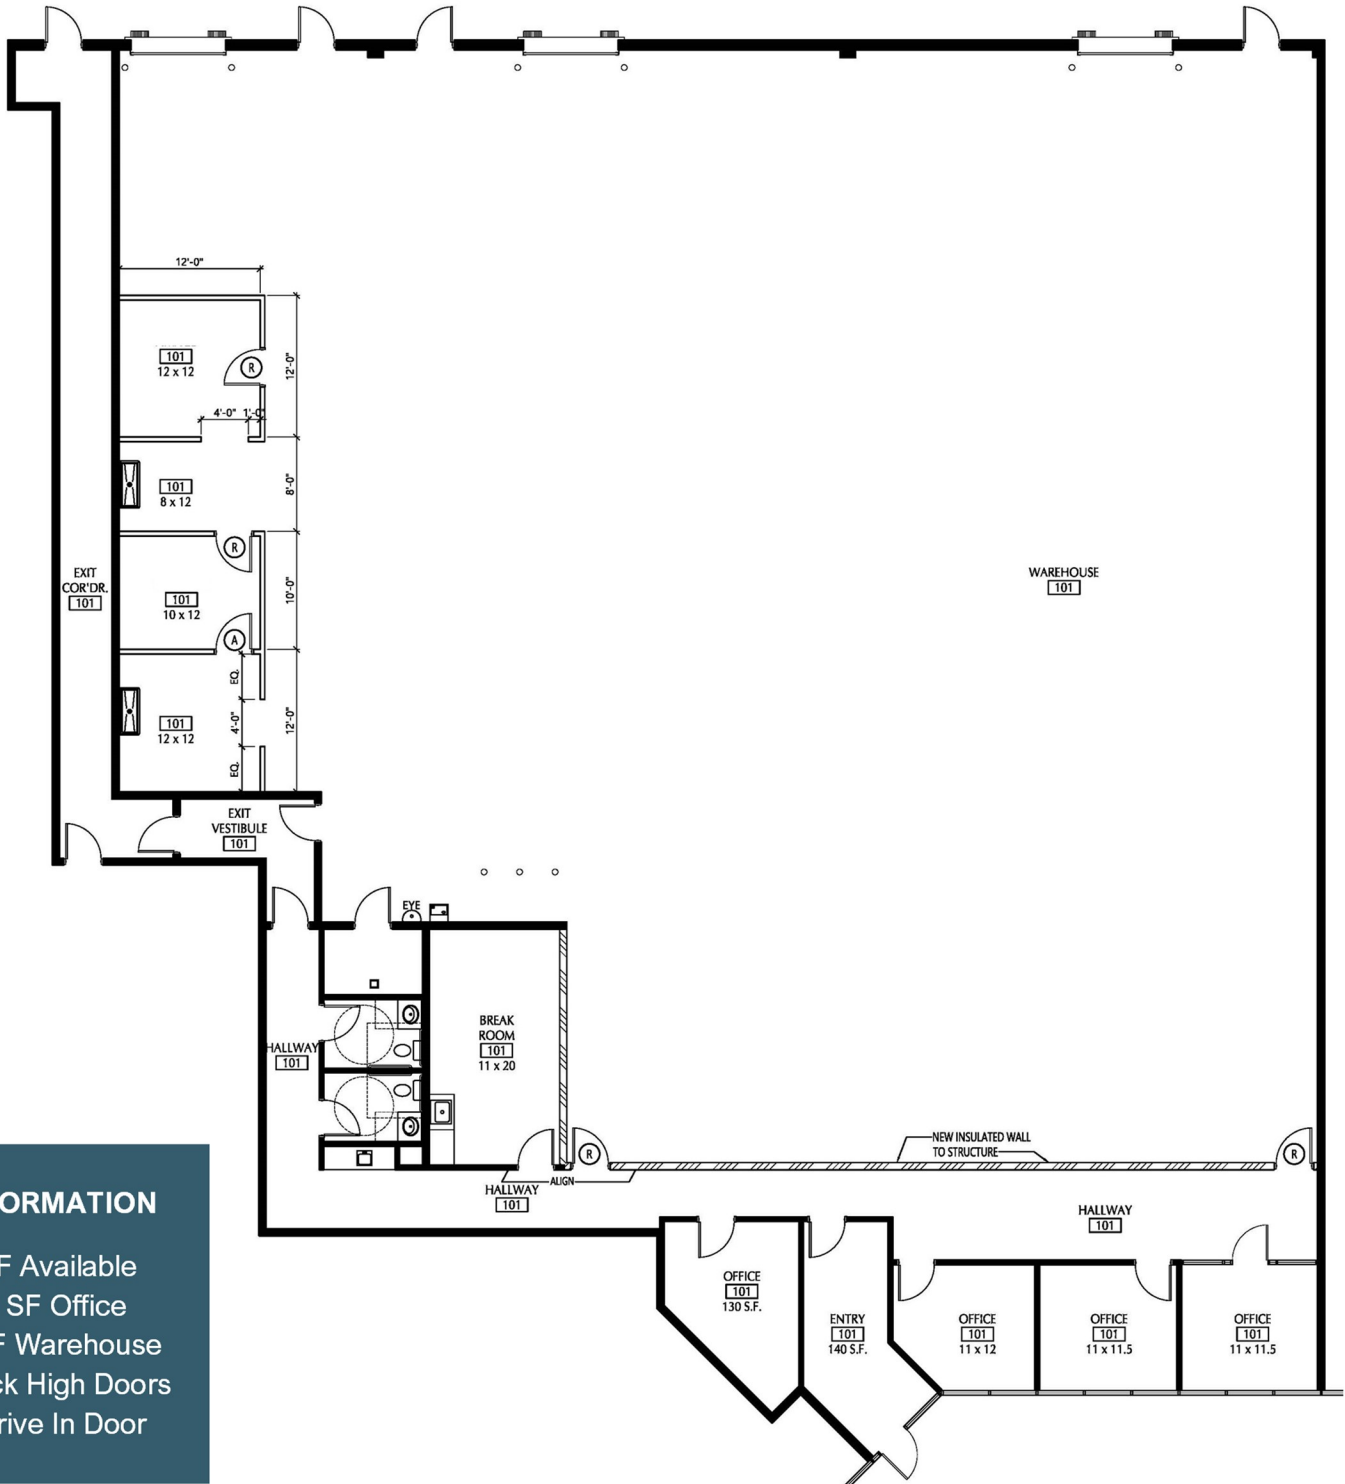 12'-0"
101
12 x 12
R
12'-0"
4'-0" 1'-0"
101
8 x 12
8'-0"
R
EXIT
COR'DR.
101
101
10 x 12
10'-0"
A
WAREHOUSE
101
EQ.
101
12 x 12
4'-0"
12'-0"
EQ.
EXIT
VESTIBULE
101
EYE
HALLWAY
101
BREAK
ROOM
101
11 x 20
R
NEW INSULATED WALL
TO STRUCTURE
R
ALIGN
HALLWAY
101
HALLWAY
101
OFFICE
101
130 S.F.
ENTRY
101
140 S.F.
OFFICE
101
11 x 12
OFFICE
101
11 x 11.5
OFFICE
101
11 x 11.5
ORMATION
F Available
SF Office
F Warehouse
ck High Doors
rive In Door